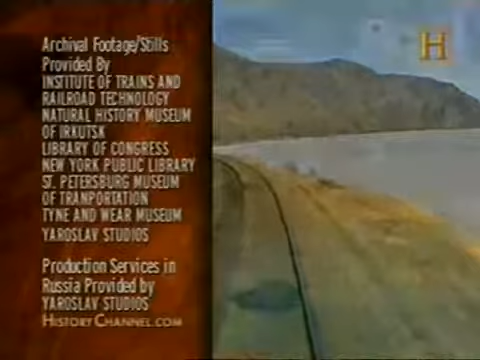 Archival Footage/Stills
Provided By
INSTITUTE OF TRAINS AND
RAILROAD TECHNOLOGY
NATURAL HISTORY MUSEUM
OF IRKUTSK
LIBRARY OF CONGRESS
NEW YORK PUBLIC LIBRARY
ST. PETERSBURG MUSEUM
OF TRANPORTATION
TYNE AND WEAR MUSEUM
YAROSLAV STUDIOS
Production Services in
Russia Provided by
YAROSLAV STUDIOS
HISTORYCHANNEL.COM
H